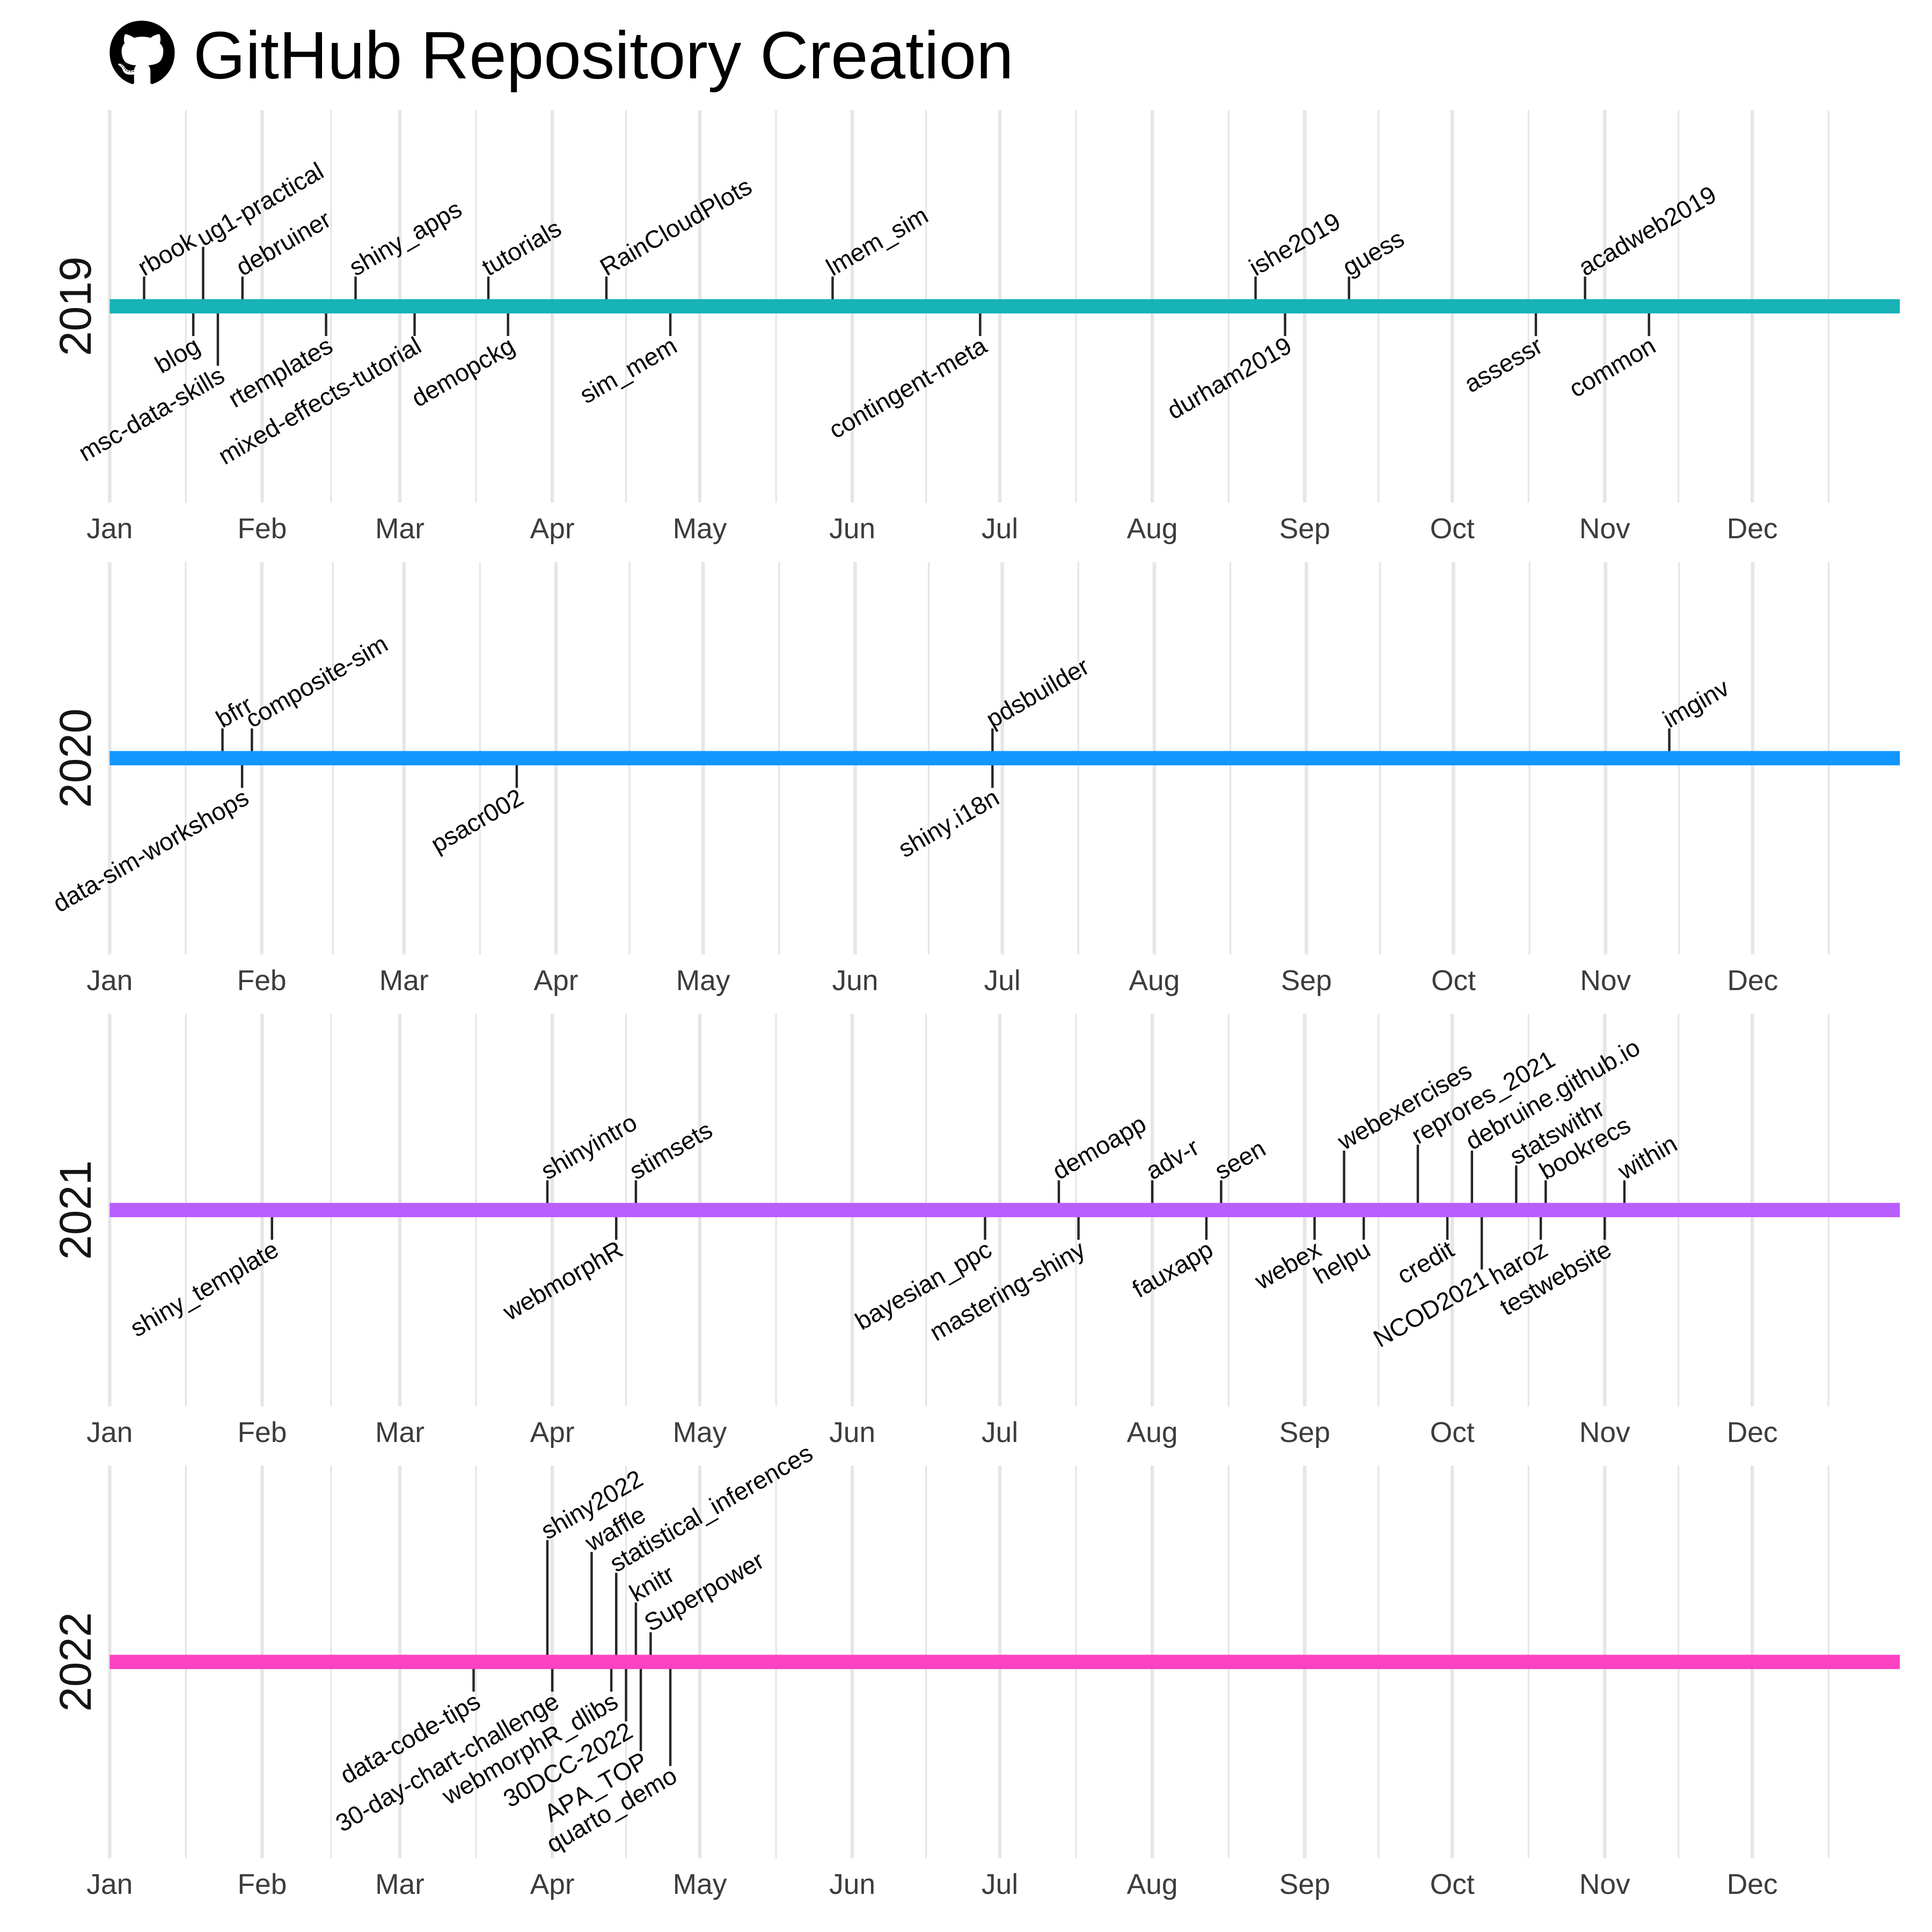 GitHub Repository Creation
2019
rbook
ug1-practical
debruiner
shiny_apps
tutorials
RainCloudPlots
lmem_sim
ishe2019
guess
acadweb2019
blog
msc-data-skills
rtemplates
mixed-effects-tutorial
demopckg
sim_mem
contingent-meta
durham2019
assessr
common
Jan Feb Mar Apr May Jun Jul Aug Sep Oct Nov Dec
2020
bfrr
composite-sim
pdsbuilder
imginv
data-sim-workshops
psacr002
shiny.i18n
Jan Feb Mar Apr May Jun Jul Aug Sep Oct Nov Dec
2021
shinyintro
stimsets
demoapp
adv-r
seen
webexercises
reprores_2021
debruine.github.io
statswithr
bookrecs
within
shiny_template
webmorphR
bayesian_ppc
mastering-shiny
fauxapp
webex
helpu
credit
NCOD2021
haroz
testwebsite
Jan Feb Mar Apr May Jun Jul Aug Sep Oct Nov Dec
2022
shiny2022
waffle
statistical_inferences
knitr
Superpower
data-code-tips
30-day-chart-challenge
webmorphR_dlibs
30DCC-2022
APA_TOP
quarto_demo
Jan Feb Mar Apr May Jun Jul Aug Sep Oct Nov Dec